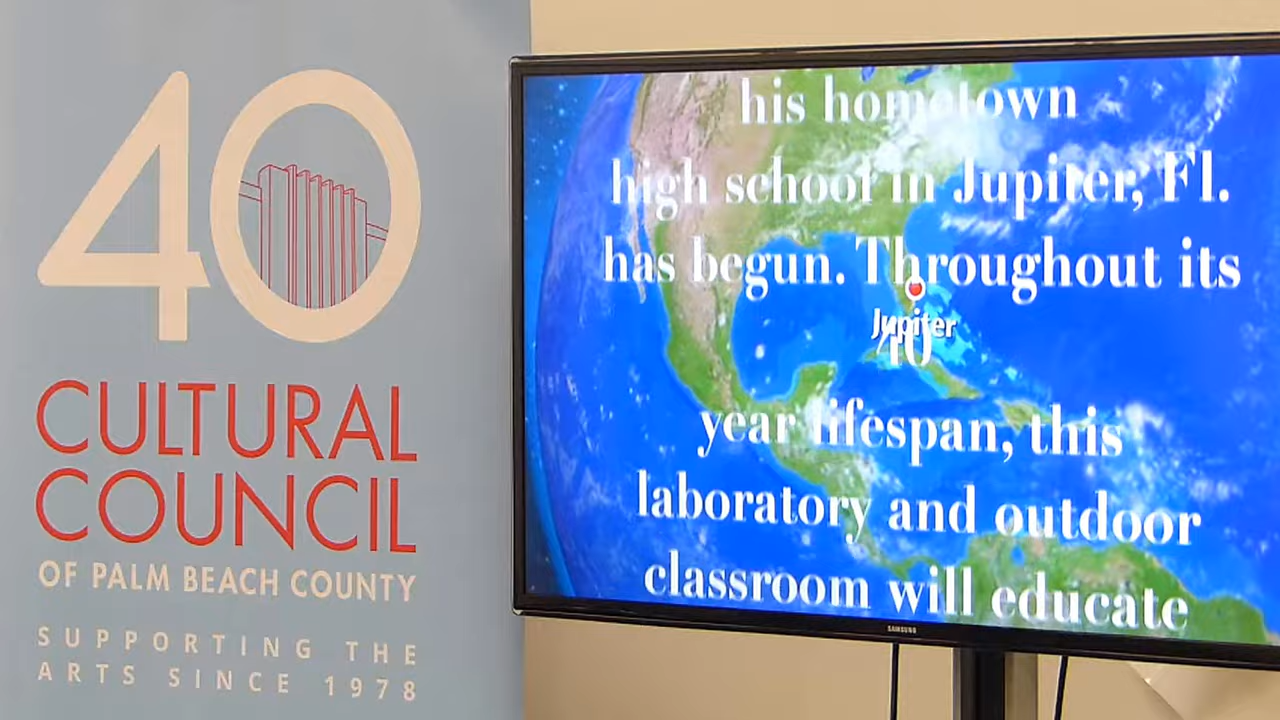 40
CULTURAL
COUNCIL
OF PALM BEACH COUNTY
SUPPORTING THE
ARTS SINCE 1978
his hometown
high school in Jupiter, Fl.
has begun. Throughout its
Jupiter
40
year lifespan, this
laboratory and outdoor
classroom will educate
SAMSUNG